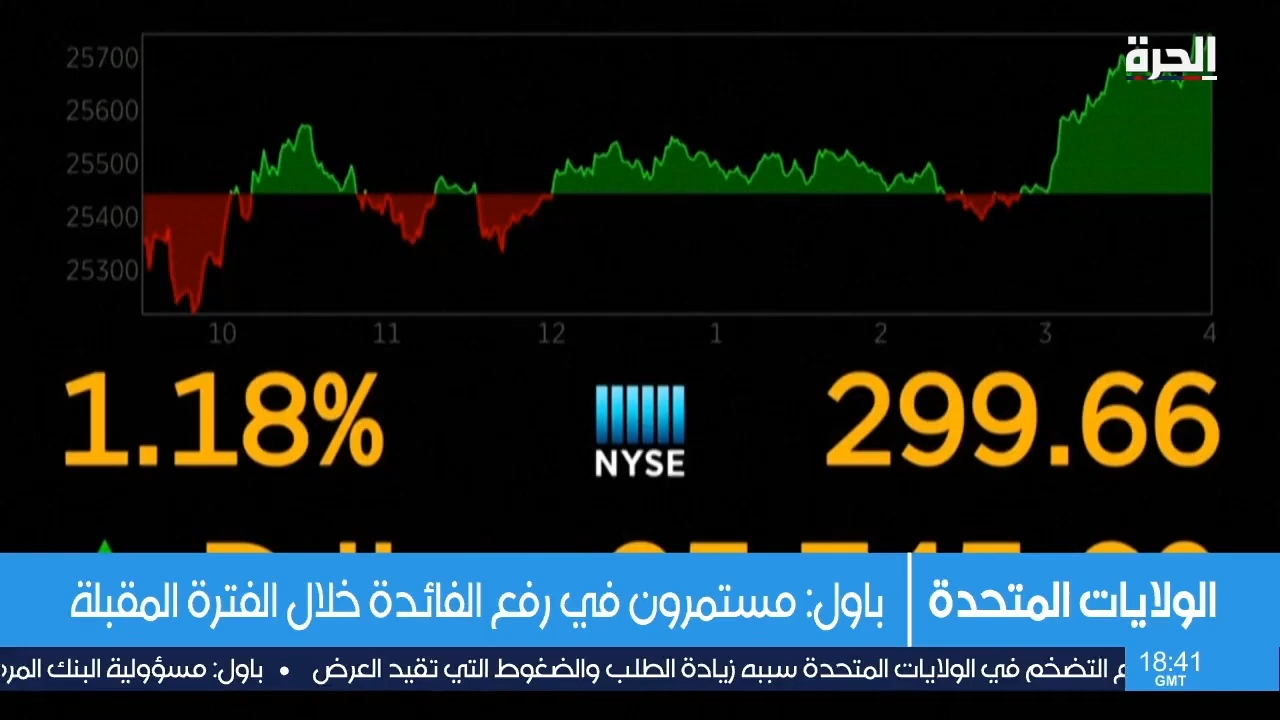 الحرة
25700
25600
25500
25400
25300
10 11 12 1 2 3 4
1.18% NYSE 299.66
الولايات المتحدة
باول: مستمرون في رفع الفائدة خلال الفترة المقبلة
18:41
GMT
التضخم في الولايات المتحدة سببه زيادة الطلب والضغوط التي تقيد العرض • باول: مسؤولية البنك